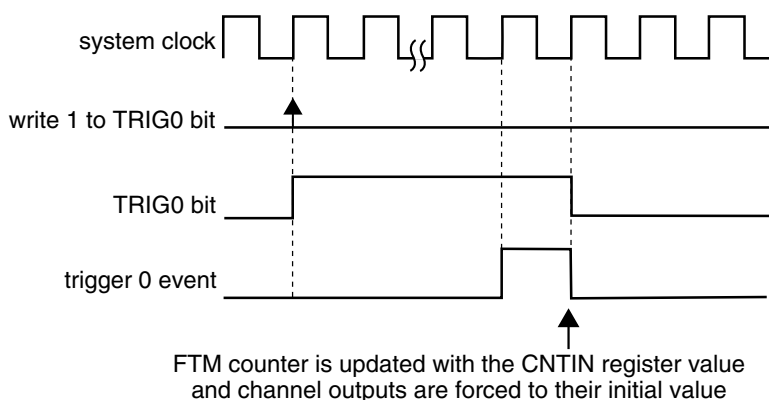 system clock
write 1 to TRIG0 bit
TRIG0 bit
trigger 0 event
FTM counter is updated with the CNTIN register value
and channel outputs are forced to their initial value